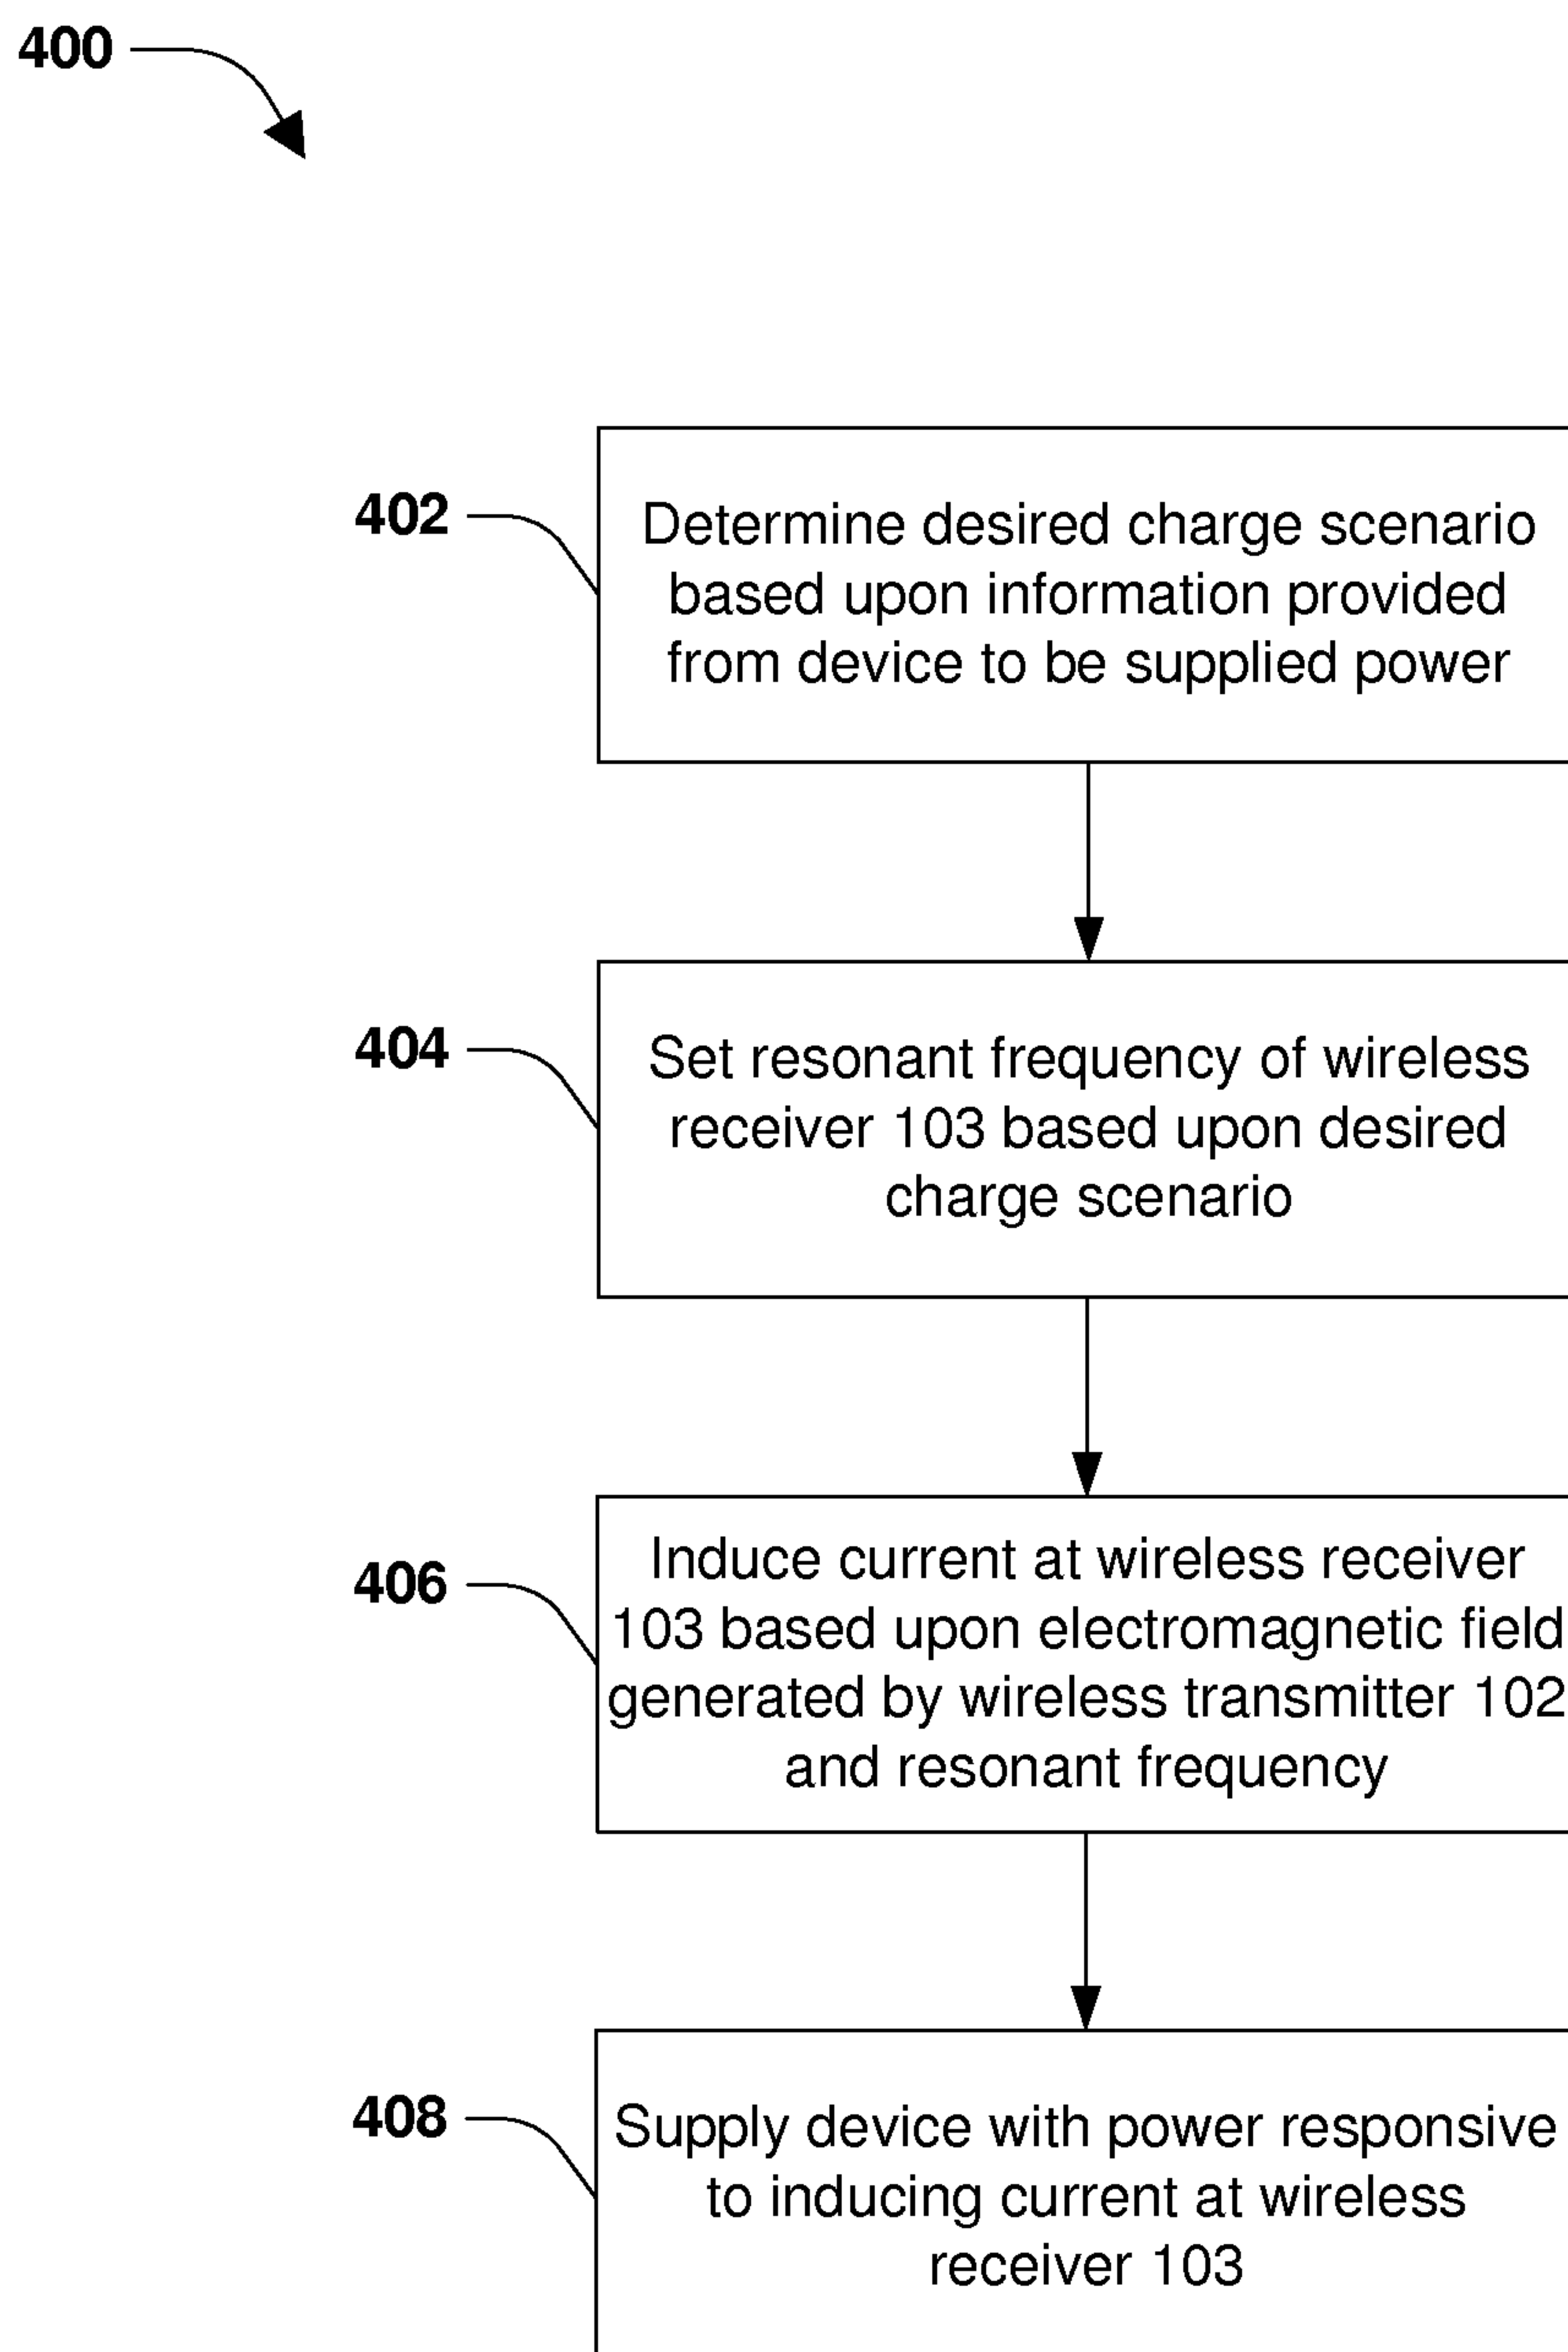 400
402
Determine desired charge scenario
based upon information provided
from device to be supplied power
404
Set resonant frequency of wireless
receiver 103 based upon desired
charge scenario
406
Induce current at wireless receiver
103 based upon electromagnetic field
generated by wireless transmitter 102
and resonant frequency
408
Supply device with power responsive
to inducing current at wireless
receiver 103